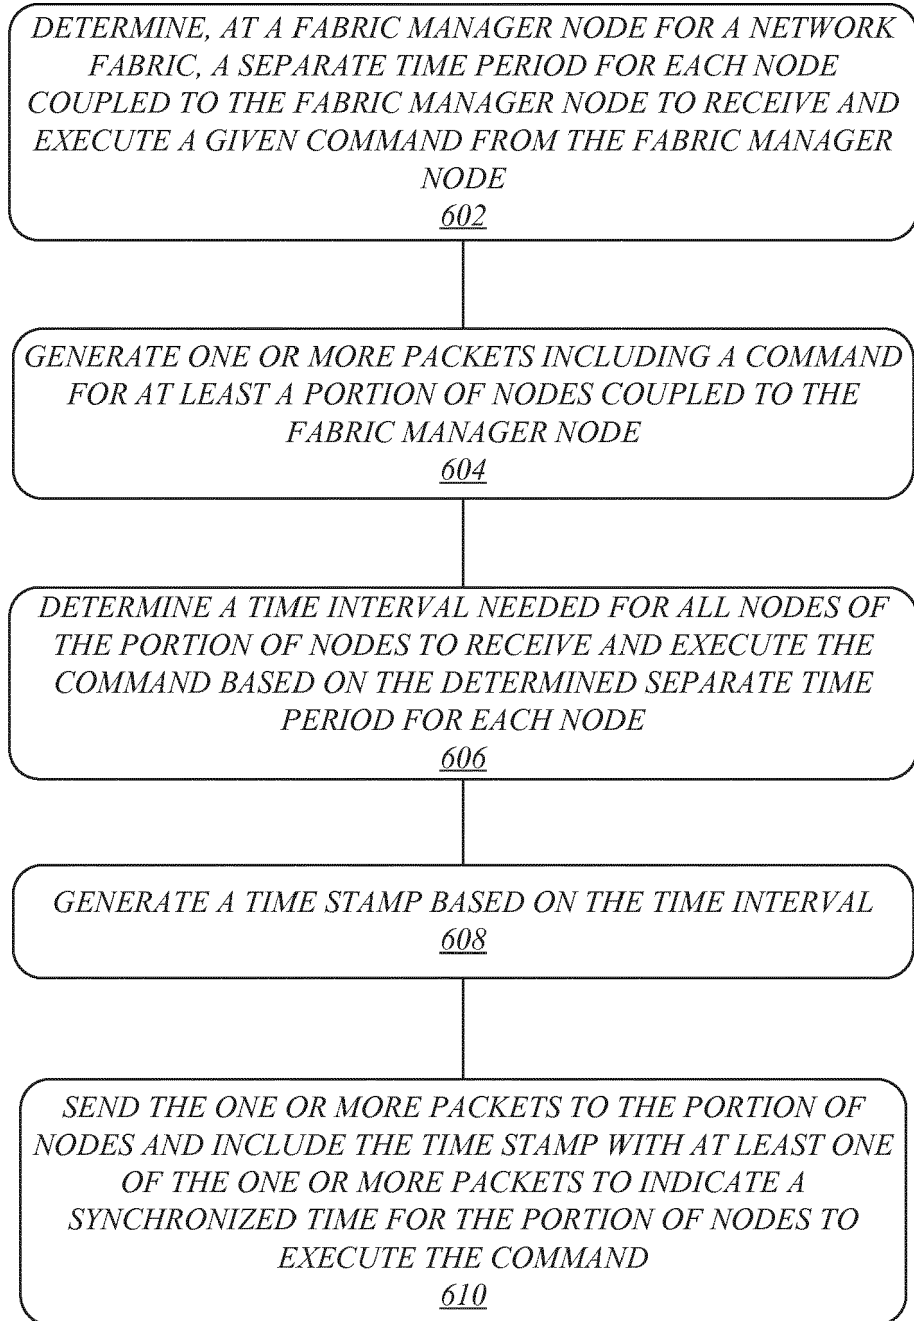 DETERMINE, AT A FABRIC MANAGER NODE FOR A NETWORK
FABRIC, A SEPARATE TIME PERIOD FOR EACH NODE
COUPLED TO THE FABRIC MANAGER NODE TO RECEIVE AND
EXECUTE A GIVEN COMMAND FROM THE FABRIC MANAGER
NODE
602
GENERATE ONE OR MORE PACKETS INCLUDING A COMMAND
FOR AT LEAST A PORTION OF NODES COUPLED TO THE
FABRIC MANAGER NODE
604
DETERMINE A TIME INTERVAL NEEDED FOR ALL NODES OF
THE PORTION OF NODES TO RECEIVE AND EXECUTE THE
COMMAND BASED ON THE DETERMINED SEPARATE TIME
PERIOD FOR EACH NODE
606
GENERATE A TIME STAMP BASED ON THE TIME INTERVAL
608
SEND THE ONE OR MORE PACKETS TO THE PORTION OF
NODES AND INCLUDE THE TIME STAMP WITH AT LEAST ONE
OF THE ONE OR MORE PACKETS TO INDICATE A
SYNCHRONIZED TIME FOR THE PORTION OF NODES TO
EXECUTE THE COMMAND
610